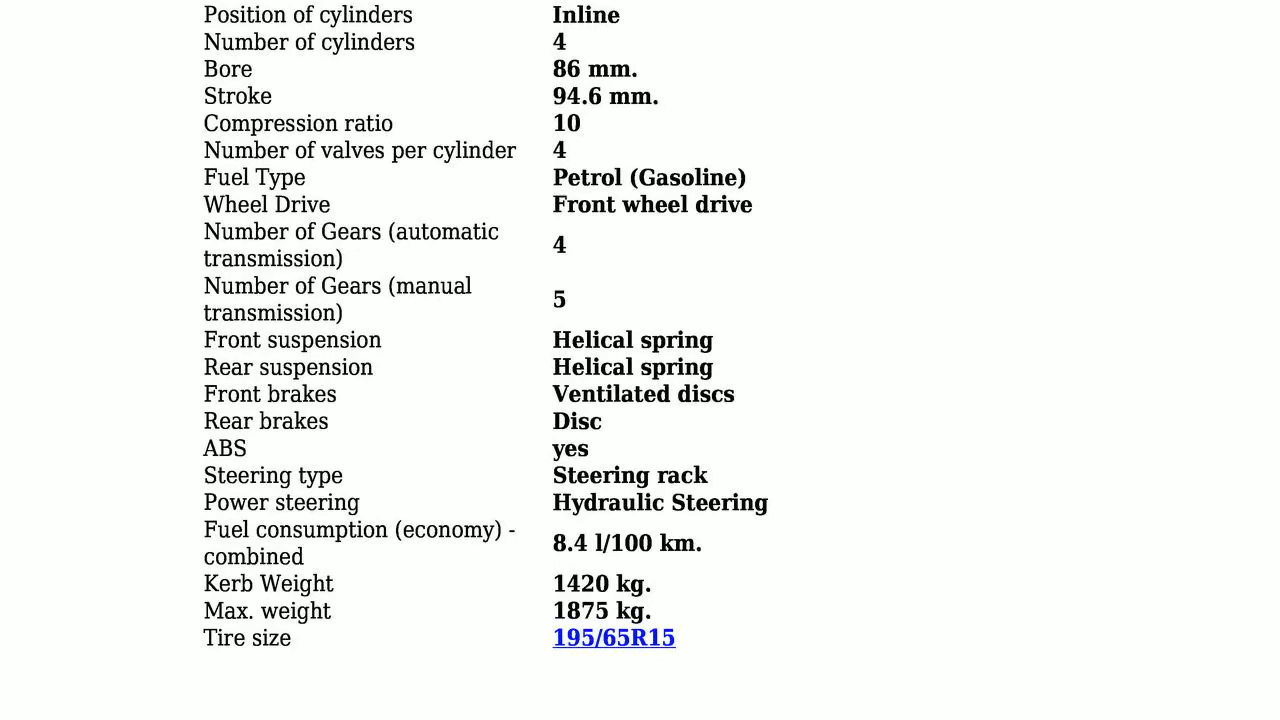 Position of cylinders Inline
Number of cylinders 4
Bore 86 mm.
Stroke 94.6 mm.
Compression ratio 10
Number of valves per cylinder 4
Fuel Type Petrol (Gasoline)
Wheel Drive Front wheel drive
Number of Gears (automatic
transmission) 4
Number of Gears (manual
transmission) 5
Front suspension Helical spring
Rear suspension Helical spring
Front brakes Ventilated discs
Rear brakes Disc
ABS yes
Steering type Steering rack
Power steering Hydraulic Steering
Fuel consumption (economy) -
combined 8.4 l/100 km.
Kerb Weight 1420 kg.
Max. weight 1875 kg.
Tire size 195/65R15